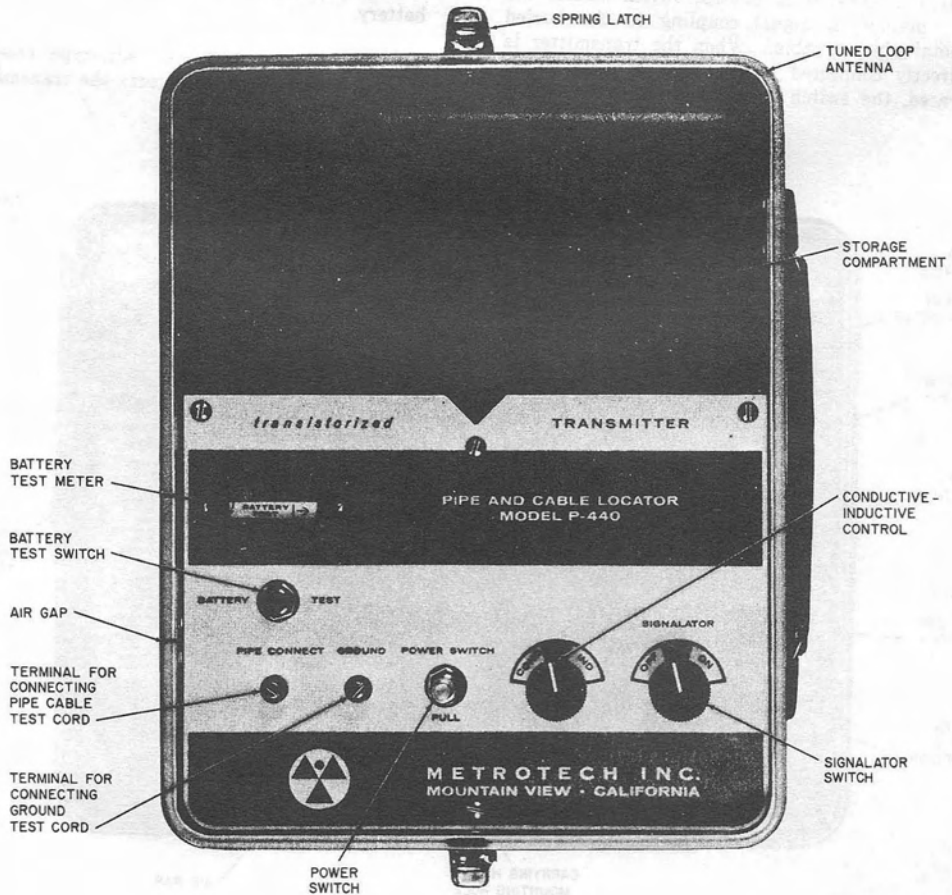 SPRING LATCH
TUNED LOOP
ANTENNA
STORAGE
COMPARTMENT
transistorized
TRANSMITTER
BATTERY
TEST METER
BATTERY
PIPE AND CABLE LOCATOR
MODEL P-440
CONDUCTIVE-
INDUCTIVE
CONTROL
BATTERY
TEST SWITCH
BATTERY TEST
AIR GAP
SIGNALATOR
PIPE CONNECT GROUND POWER SWITCH
IND
OFF ON
TERMINAL FOR
CONNECTING
PIPE CABLE
TEST CORD
PULL
TERMINAL FOR
CONNECTING
GROUND
TEST CORD
METROTECH INC.
MOUNTAIN VIEW · CALIFORNIA
SIGNALATOR
SWITCH
POWER
SWITCH